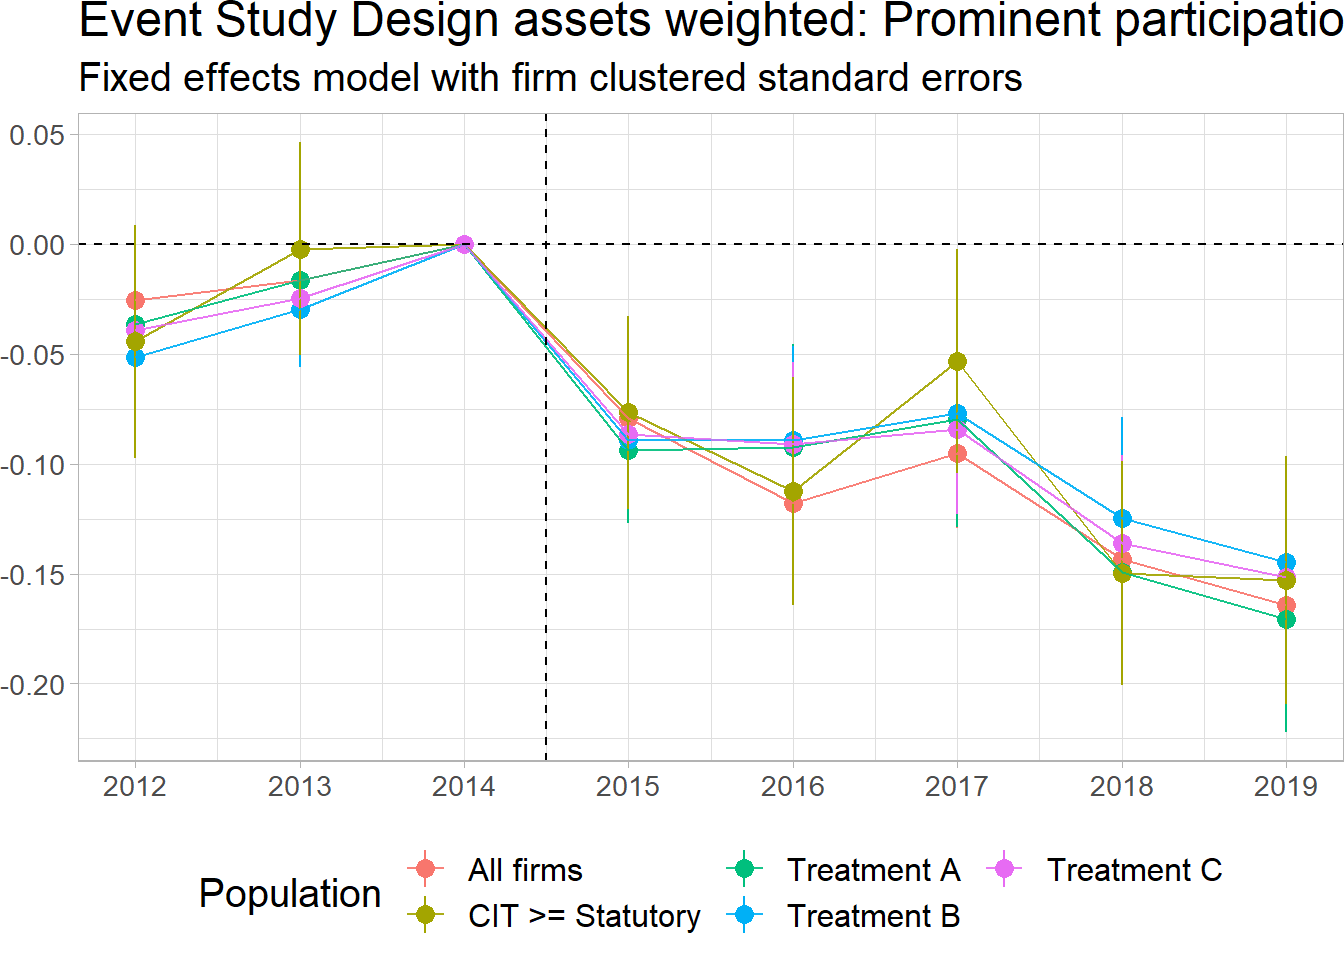 Event Study Design assets weighted: Prominent participatio
Fixed effects model with firm clustered standard errors
0.05
0.00
-0.05
-0.10
-0.15
-0.20
2012 2013 2014 2015 2016 2017 2018 2019
Population
All firms Treatment A Treatment C
CIT >= Statutory Treatment B